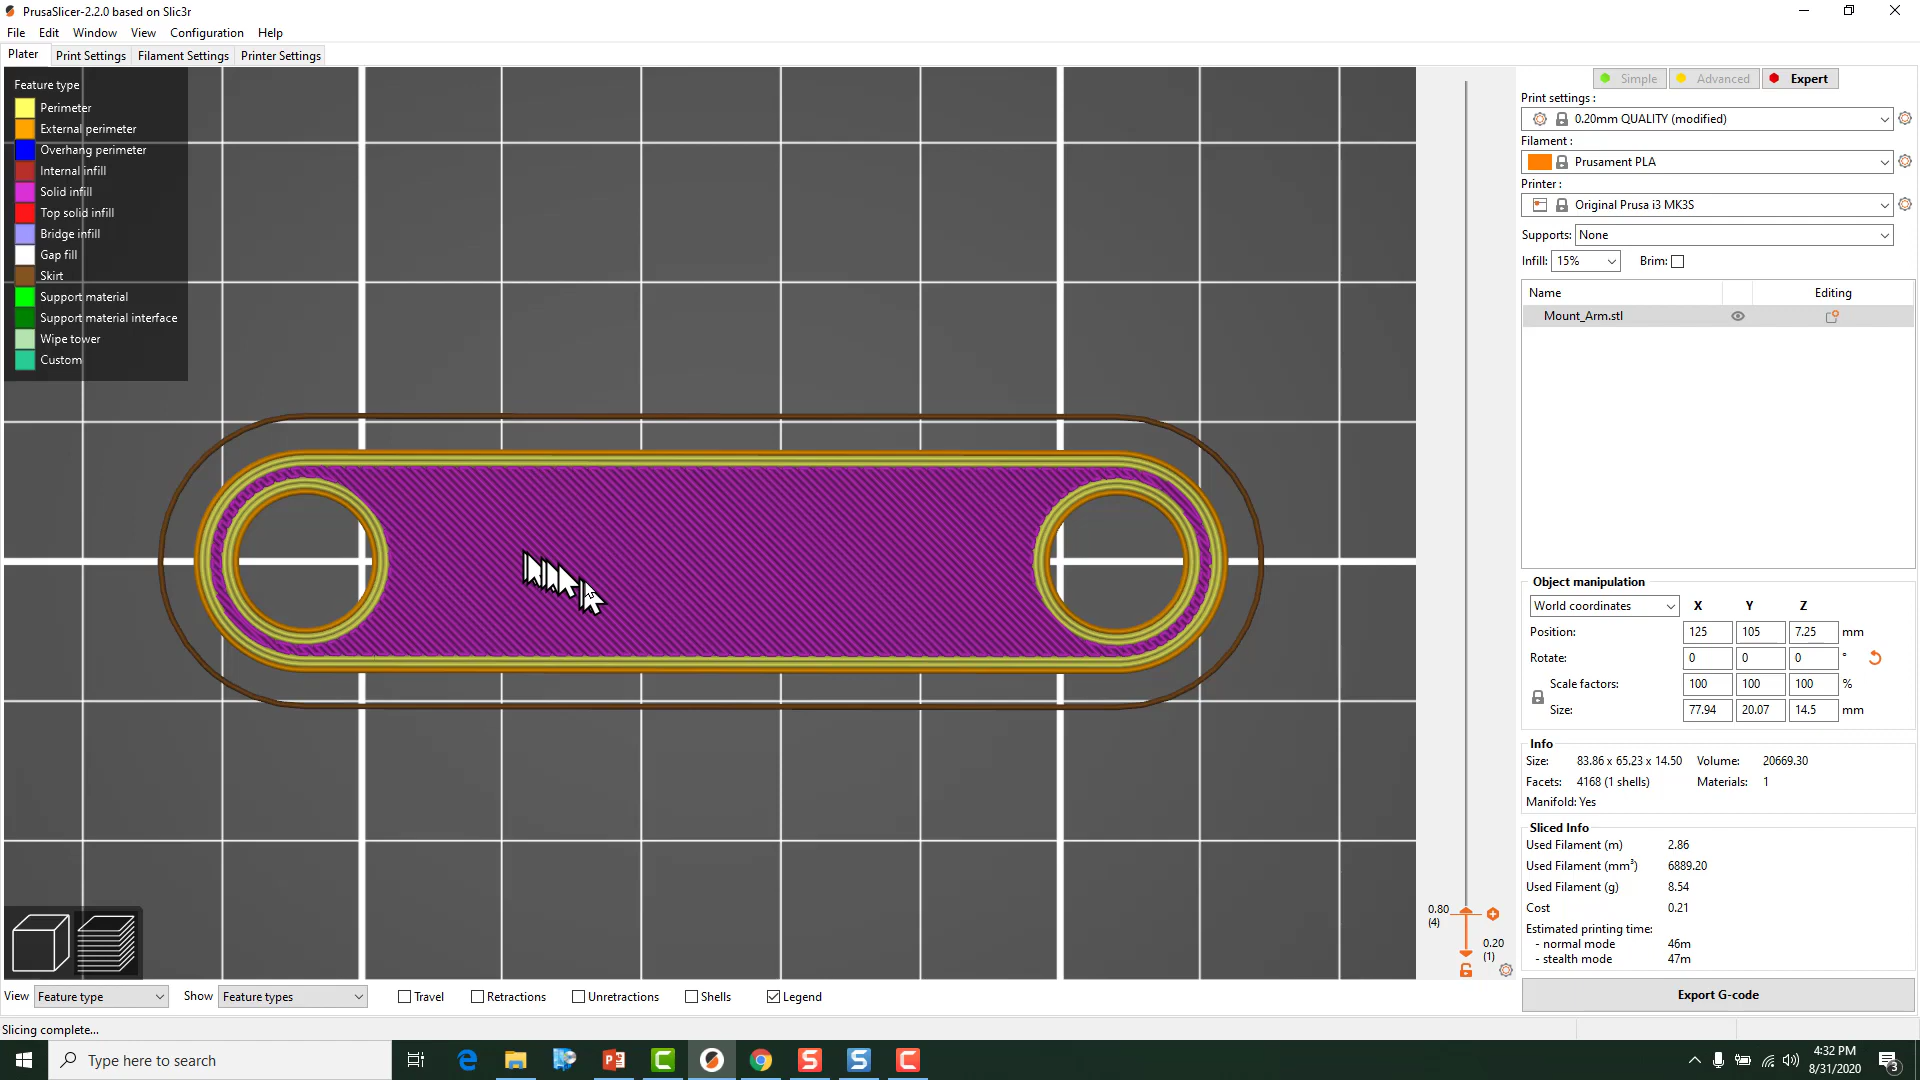 PrusaSlicer-2.2.0 based on Slic3r
File Edit Window View Configuration Help
Plater Print Settings Filament Settings Printer Settings
Feature type
Perimeter
External perimeter
Overhang perimeter
Internal infill
Solid infill
Top solid infill
Bridge infill
Gap fill
Skirt
Support material
Support material interface
Wipe tower
Custom
0.80
(4)
0.20
(1)
Simple Advanced Expert
Print settings :
0.20mm QUALITY (modified)
Filament :
Prusament PLA
Printer :
Original Prusa i3 MK3S
Supports: None
Infill: 15% Brim:
Name Editing
Mount_Arm.stl
Object manipulation
World coordinates X Y Z
Position: 125 105 7.25 mm
Rotate: 0 0 0 °
Scale factors: 100 100 100 %
Size: 77.94 20.07 14.5 mm
Info
Size: 83.86 x 65.23 x 14.50 Volume: 20669.30
Facets: 4168 (1 shells) Materials: 1
Manifold: Yes
Sliced Info
Used Filament (m) 2.86
Used Filament (mm³) 6889.20
Used Filament (g) 8.54
Cost 0.21
Estimated printing time:
- normal mode 46m
- stealth mode 47m
Export G-code
View Feature type Show Feature types Travel Retractions Unretractions Shells Legend
Slicing complete...
Type here to search
4:32 PM
8/31/2020
3